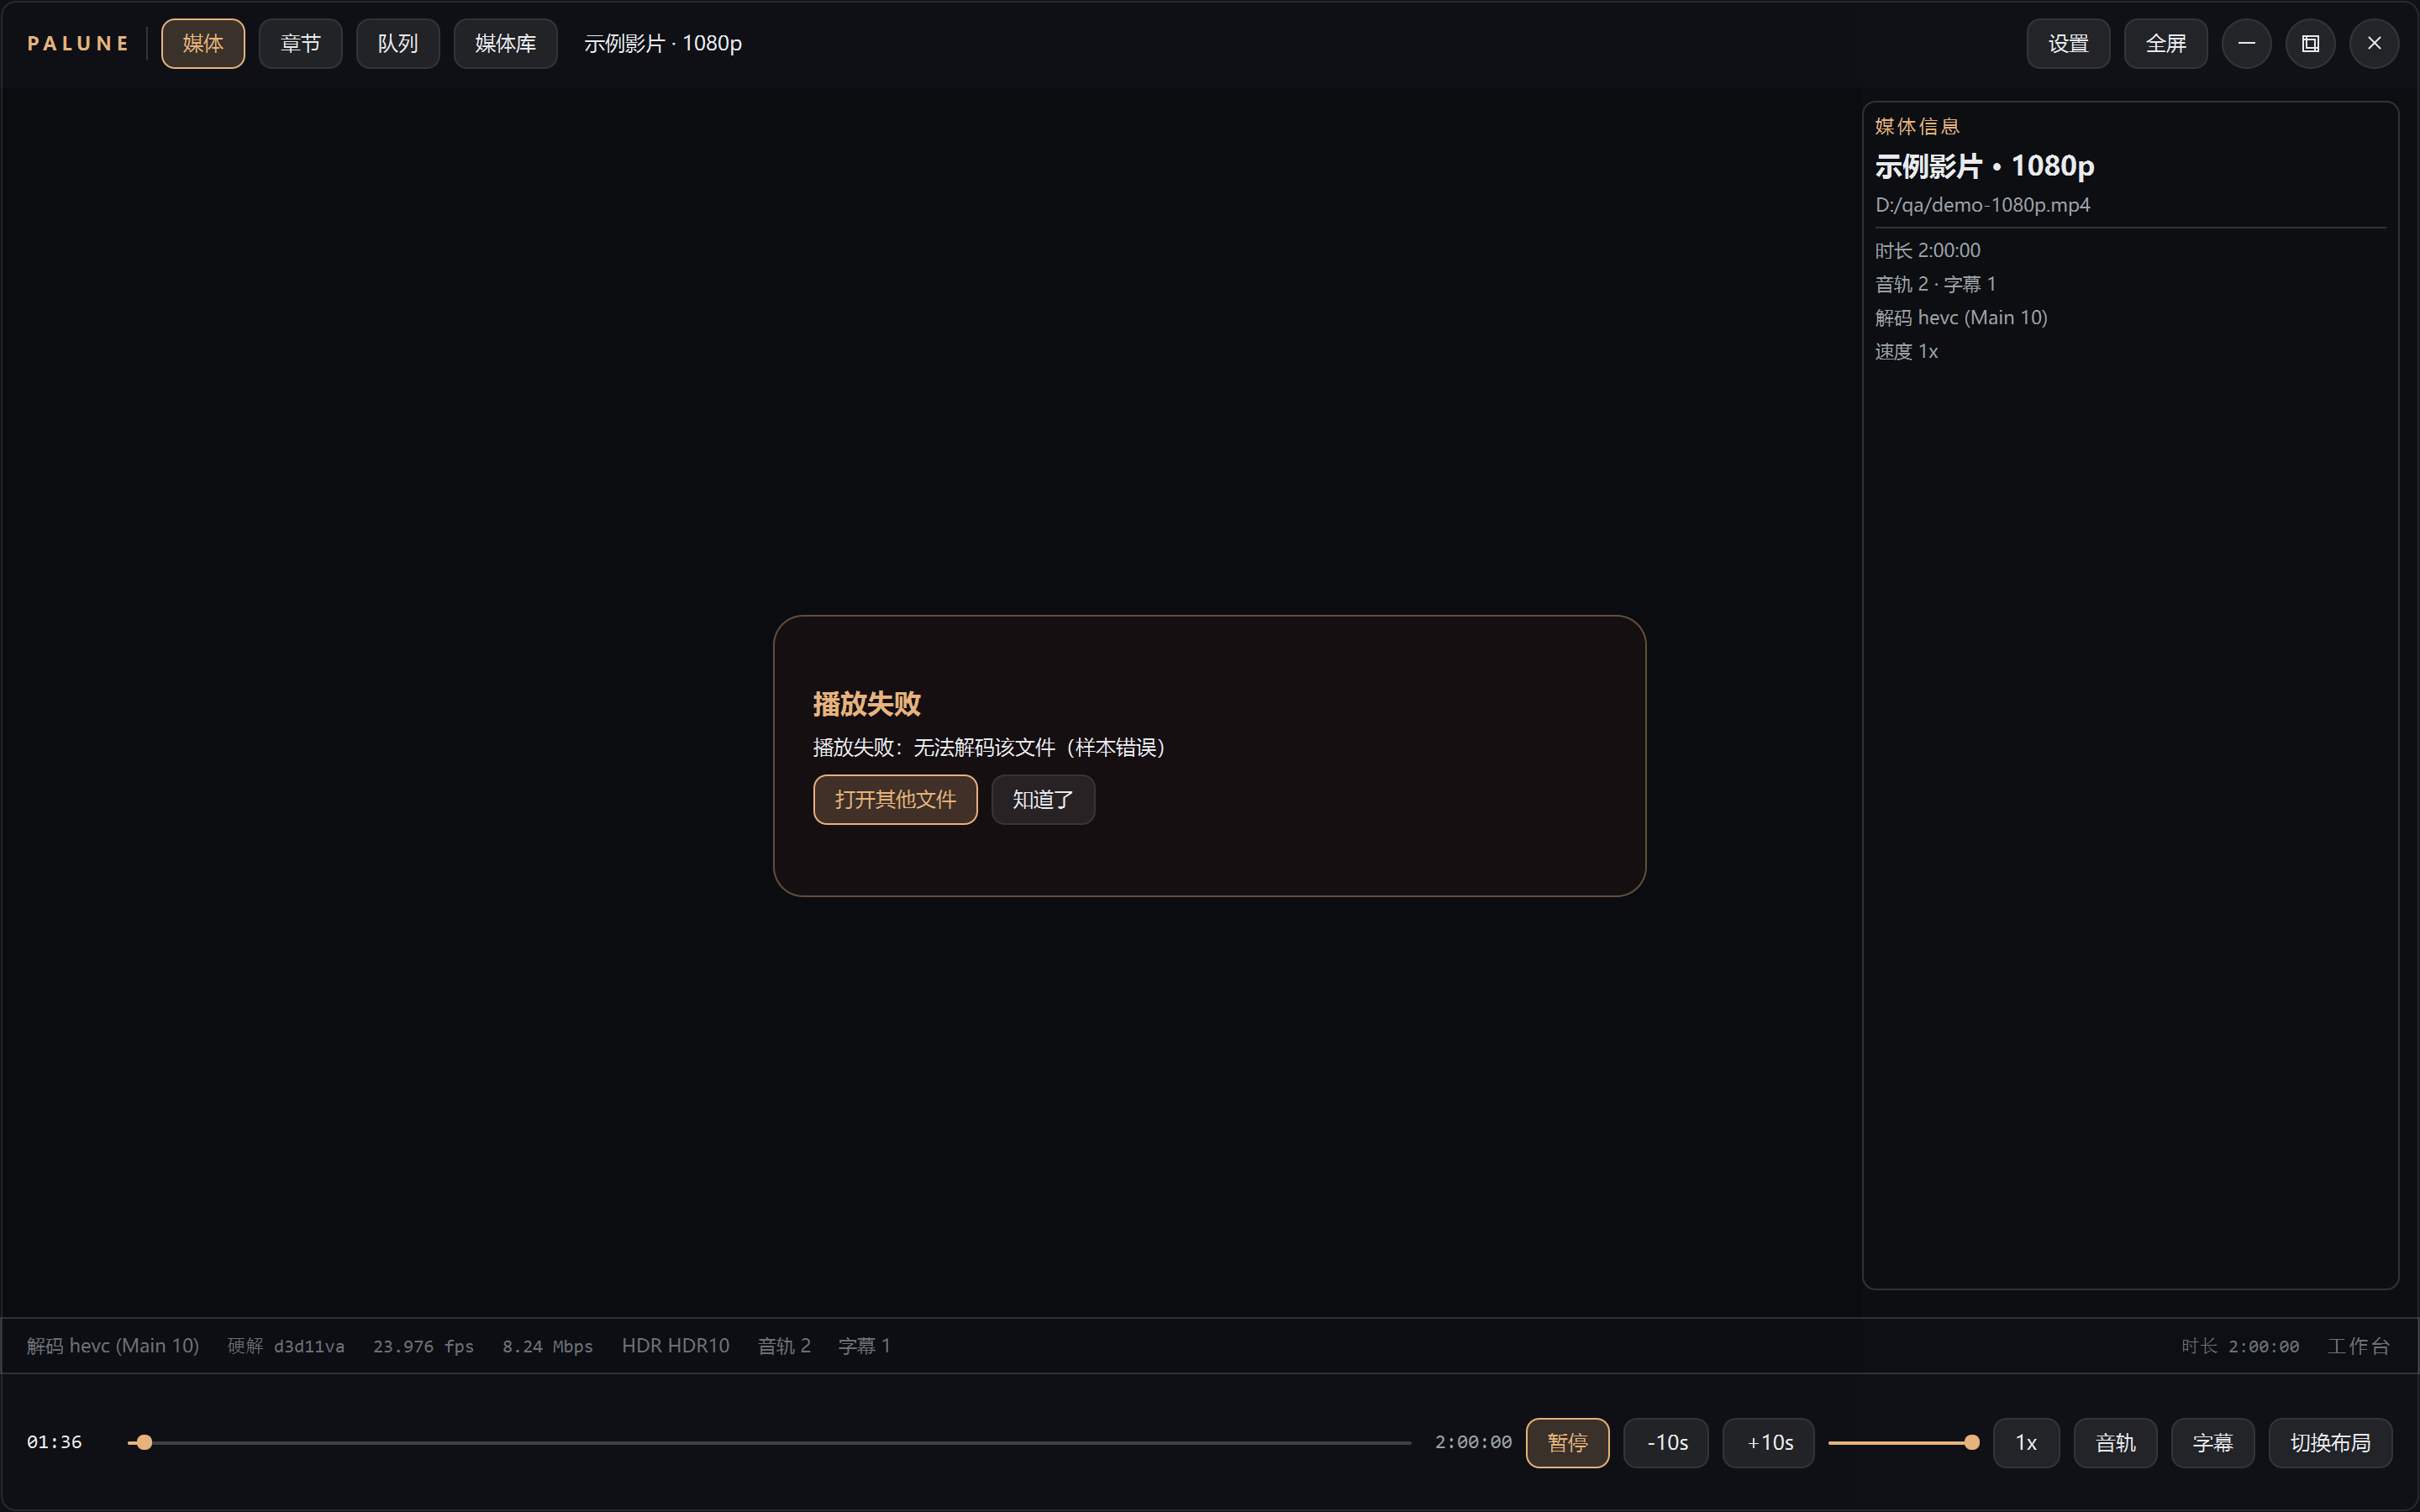 PALUNE 媒体 章节 队列 媒体库 示例影片 · 1080p 设置 全屏
媒体信息
示例影片 • 1080p
D:/qa/demo-1080p.mp4
时长 2:00:00
音轨 2 · 字幕 1
解码 hevc (Main 10)
速度 1x
播放失败
播放失败：无法解码该文件（样本错误）
打开其他文件 知道了
解码 hevc (Main 10) 硬解 d3d11va 23.976 fps 8.24 Mbps HDR HDR10 音轨 2 字幕 1 时长 2:00:00 工作台
01:36 2:00:00 暂停 -10s +10s 1x 音轨 字幕 切换布局